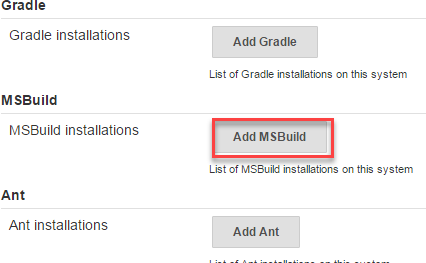 Gradle
Gradle installations
Add Gradle
List of Gradle installations on this system
MSBuild
MSBuild installations
Add MSBuild
List of MSBuild installations on this system
Ant
Ant installations
Add Ant
List of Ant installations on this system